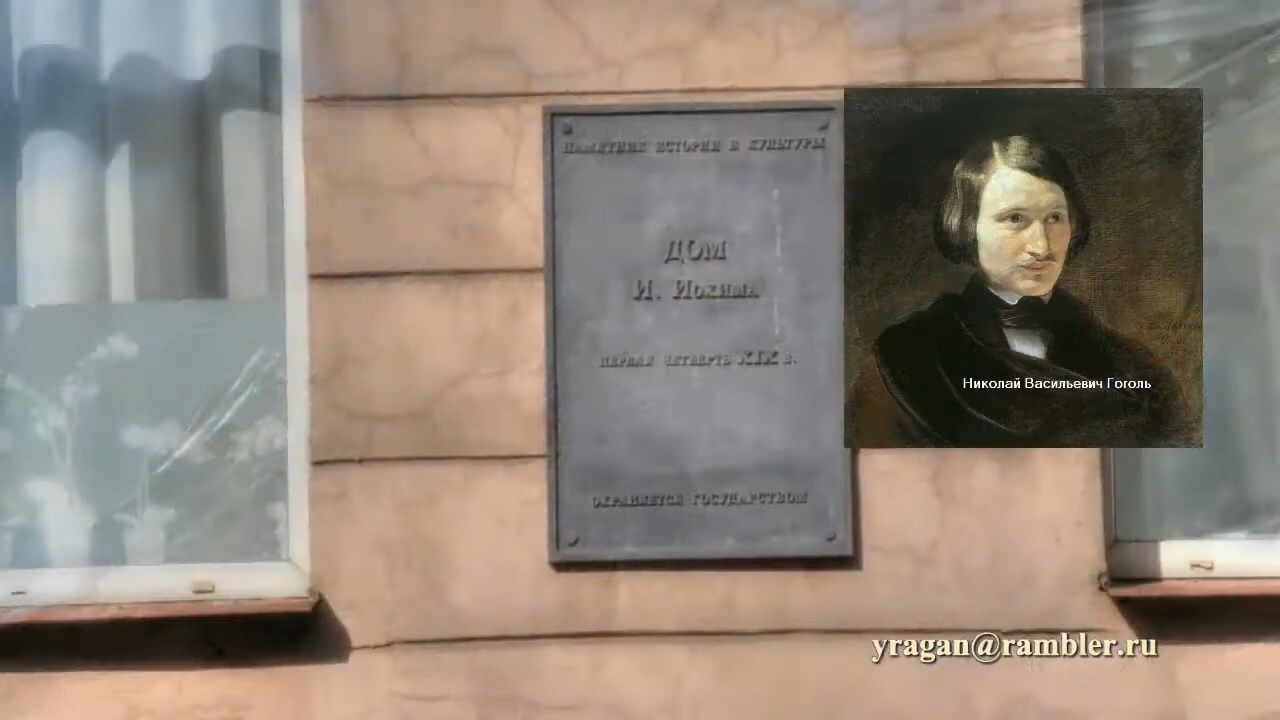 ПАМЯТНИК ИСТОРИИ И КУЛЬТУРЫ
ДОМ
И. Иохима
ПЕРВАЯ ЧЕТВЕРТЬ XIX В.
ОХРАНЯЕТСЯ ГОСУДАРСТВОМ
Николай Васильевич Гоголь
yragan@rambler.ru